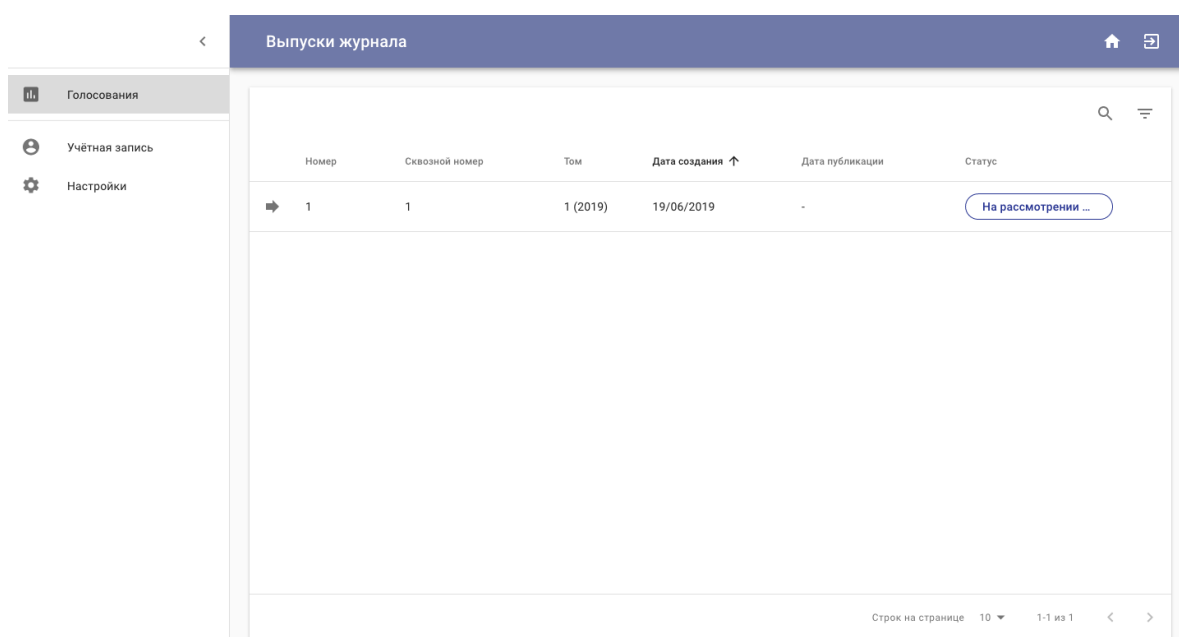 Выпуски журнала
Голосования
Учётная запись
Настройки
Номер Сквозной номер Том Дата создания Дата публикации Статус
1 1 1 (2019) 19/06/2019 - На рассмотрении ...
Строк на странице 10 1-1 из 1